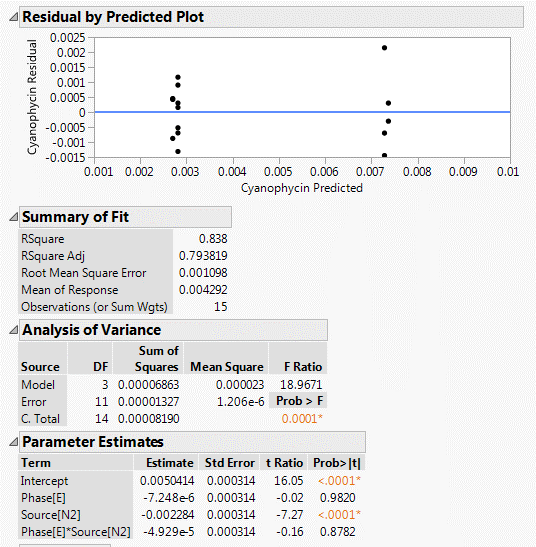 Residual by Predicted Plot
0.0025
0.002
0.0015
0.001
0.0005
0
-0.0005
-0.001
-0.0015
Cyanophycin Residual
0.001 0.002 0.003 0.004 0.005 0.006 0.007 0.008 0.009 0.01
Cyanophycin Predicted
Summary of Fit
RSquare 0.838
RSquare Adj 0.793819
Root Mean Square Error 0.001098
Mean of Response 0.004292
Observations (or Sum Wgts) 15
Analysis of Variance
Sum of
Source DF Squares Mean Square F Ratio
Model 3 0.00006863 0.000023 18.9671
Error 11 0.00001327 1.206e-6 Prob > F
C. Total 14 0.00008190 0.0001*
Parameter Estimates
Term Estimate Std Error t Ratio Prob>|t|
Intercept 0.0050414 0.000314 16.05 <.0001*
Phase[E] -7.248e-6 0.000314 -0.02 0.9820
Source[N2] -0.002284 0.000314 -7.27 <.0001*
Phase[E]*Source[N2] -4.929e-5 0.000314 -0.16 0.8782